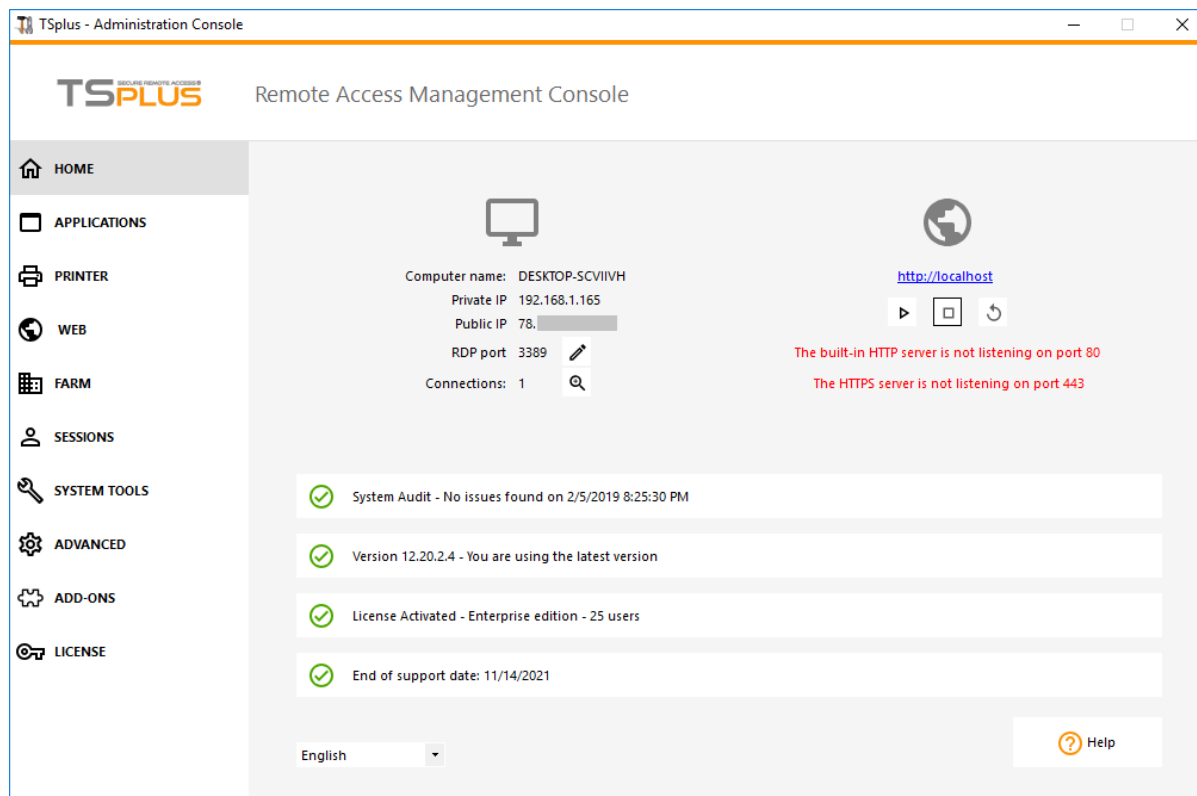 TSplus - Administration Console
TSPLUS
SECURE REMOTE ACCESS®
Remote Access Management Console
HOME
APPLICATIONS
PRINTER
WEB
FARM
SESSIONS
SYSTEM TOOLS
ADVANCED
ADD-ONS
LICENSE
Computer name: DESKTOP-SCVIIVH
Private IP 192.168.1.165
Public IP 78.
RDP port 3389
Connections: 1
http://localhost
The built-in HTTP server is not listening on port 80
The HTTPS server is not listening on port 443
System Audit - No issues found on 2/5/2019 8:25:30 PM
Version 12.20.2.4 - You are using the latest version
License Activated - Enterprise edition - 25 users
End of support date: 11/14/2021
English
Help